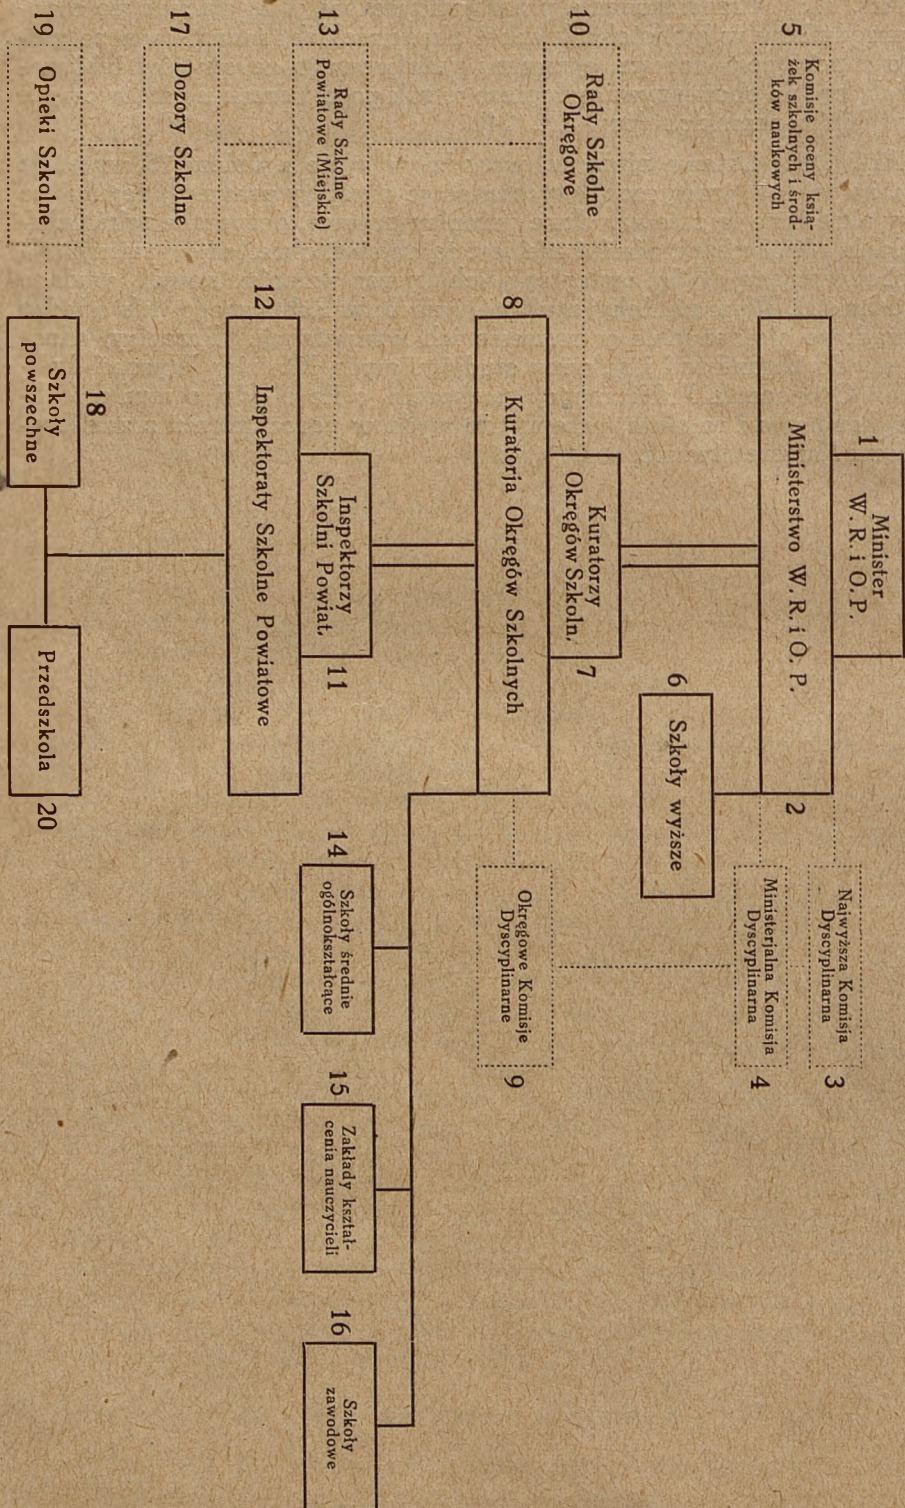 1
Minister
W. R. i O. P.
5
Komisje oceny ksią-
żek szkolnych i środ-
ków naukowych
Ministerstwo W. R. i O. P.
2
Najwyższa Komisja
Dyscyplinarna
3
Ministerjalna Komisja
Dyscyplinarna
4
6
Szkoły wyższe
10
Rady Szkolne
Okręgowe
Kuratorzy
Okręgów Szkoln.
7
8
Kuratorja Okręgów Szkolnych
Okręgowe Komisje
Dyscyplinarne
9
13
Rady Szkolne
Powiatowe (Miejskie)
Inspektorzy
Szkolni Powiat.
11
12
Inspektoraty Szkolne Powiatowe
14
Szkoły średnie
ogólnokształcące
15
Zakłady kształ-
cenia nauczycieli
16
Szkoły
zawodowe
17
Dozory Szkolne
19
Opieki Szkolne
18
Szkoły
powszechne
Przedszkola
20